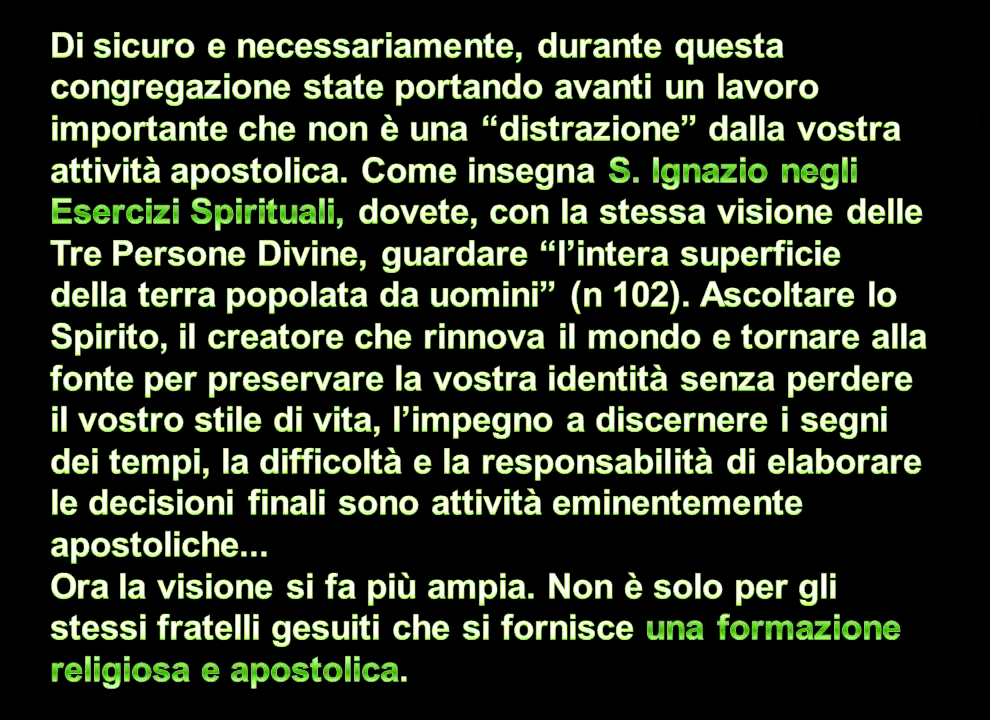 Di sicuro e necessariamente, durante questa
congregazione state portando avanti un lavoro
importante che non è una “distrazione” dalla vostra
attività apostolica. Come insegna S. Ignazio negli
Esercizi Spirituali, dovete, con la stessa visione delle
Tre Persone Divine, guardare “l’intera superficie
della terra popolata da uomini” (n 102). Ascoltare lo
Spirito, il creatore che rinnova il mondo e tornare alla
fonte per preservare la vostra identità senza perdere
il vostro stile di vita, l’impegno a discernere i segni
dei tempi, la difficoltà e la responsabilità di elaborare
le decisioni finali sono attività eminentemente
apostoliche...
Ora la visione si fa più ampia. Non è solo per gli
stessi fratelli gesuiti che si fornisce una formazione
religiosa e apostolica.